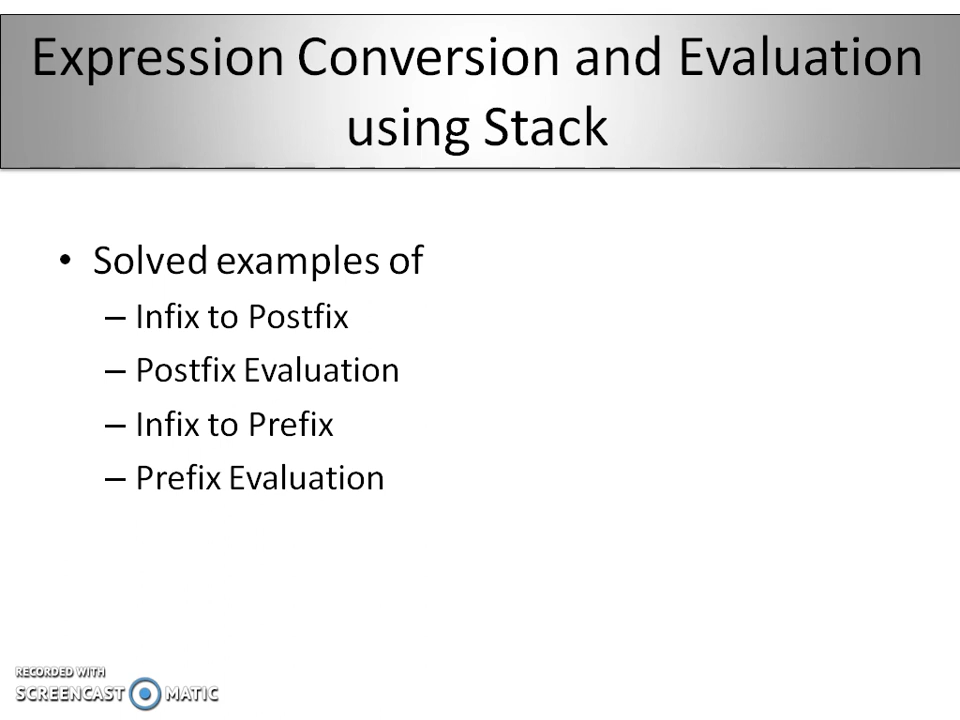 Expression Conversion and Evaluation
using Stack
• Solved examples of
– Infix to Postfix
– Postfix Evaluation
– Infix to Prefix
– Prefix Evaluation
RECORDED WITH
SCREENCAST MATIC